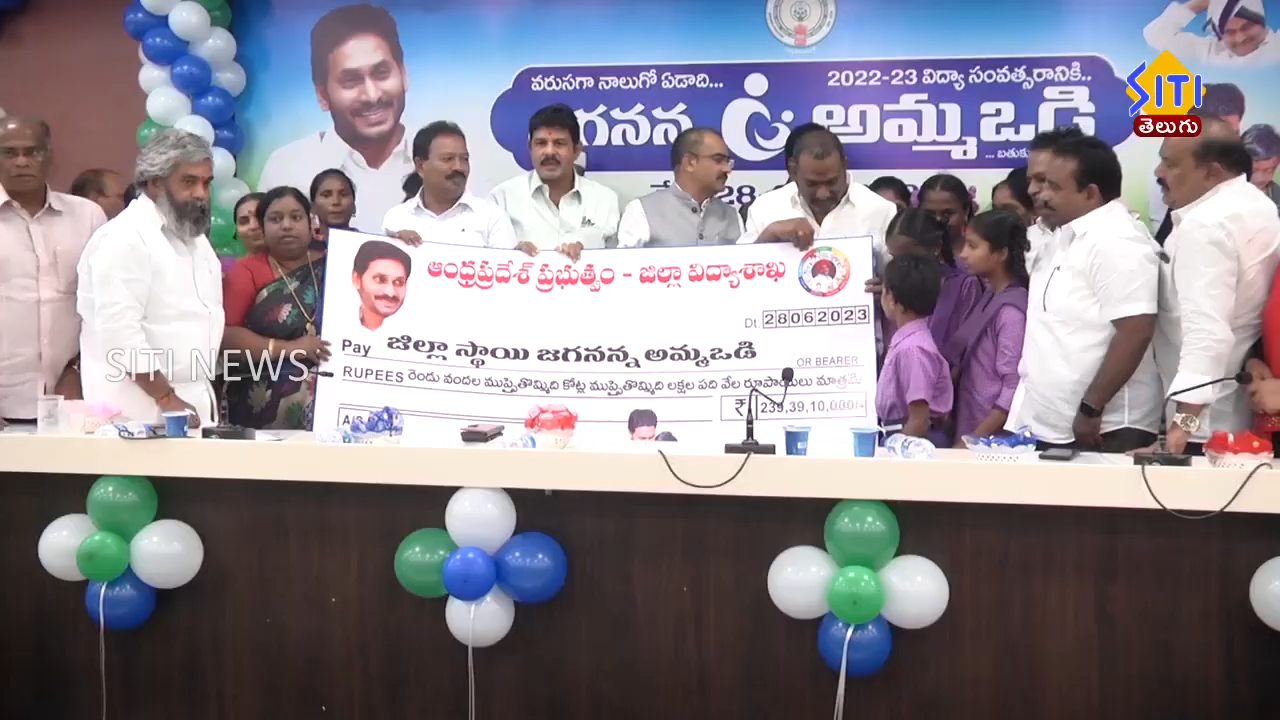 వరుసగా నాలుగో ఏడాది...
2022-23 విద్యా సంవత్సరానికి..
అమ్మ ఒడి
SITI
తెలుగు
ఆంధ్రప్రదేశ్ ప్రభుత్వం - జిల్లా విద్యాశాఖ
Dt. 28062023
Pay జిల్లా స్థాయి జగనన్న అమ్మఒడి
OR BEARER
RUPEES రెండు వందల ముప్పైతొమ్మిది కోట్ల ముప్పైతొమ్మిది లక్షల పది వేల రూపాయలు మాత్రమే
₹ 239,39,10,000/-
SITI NEWS